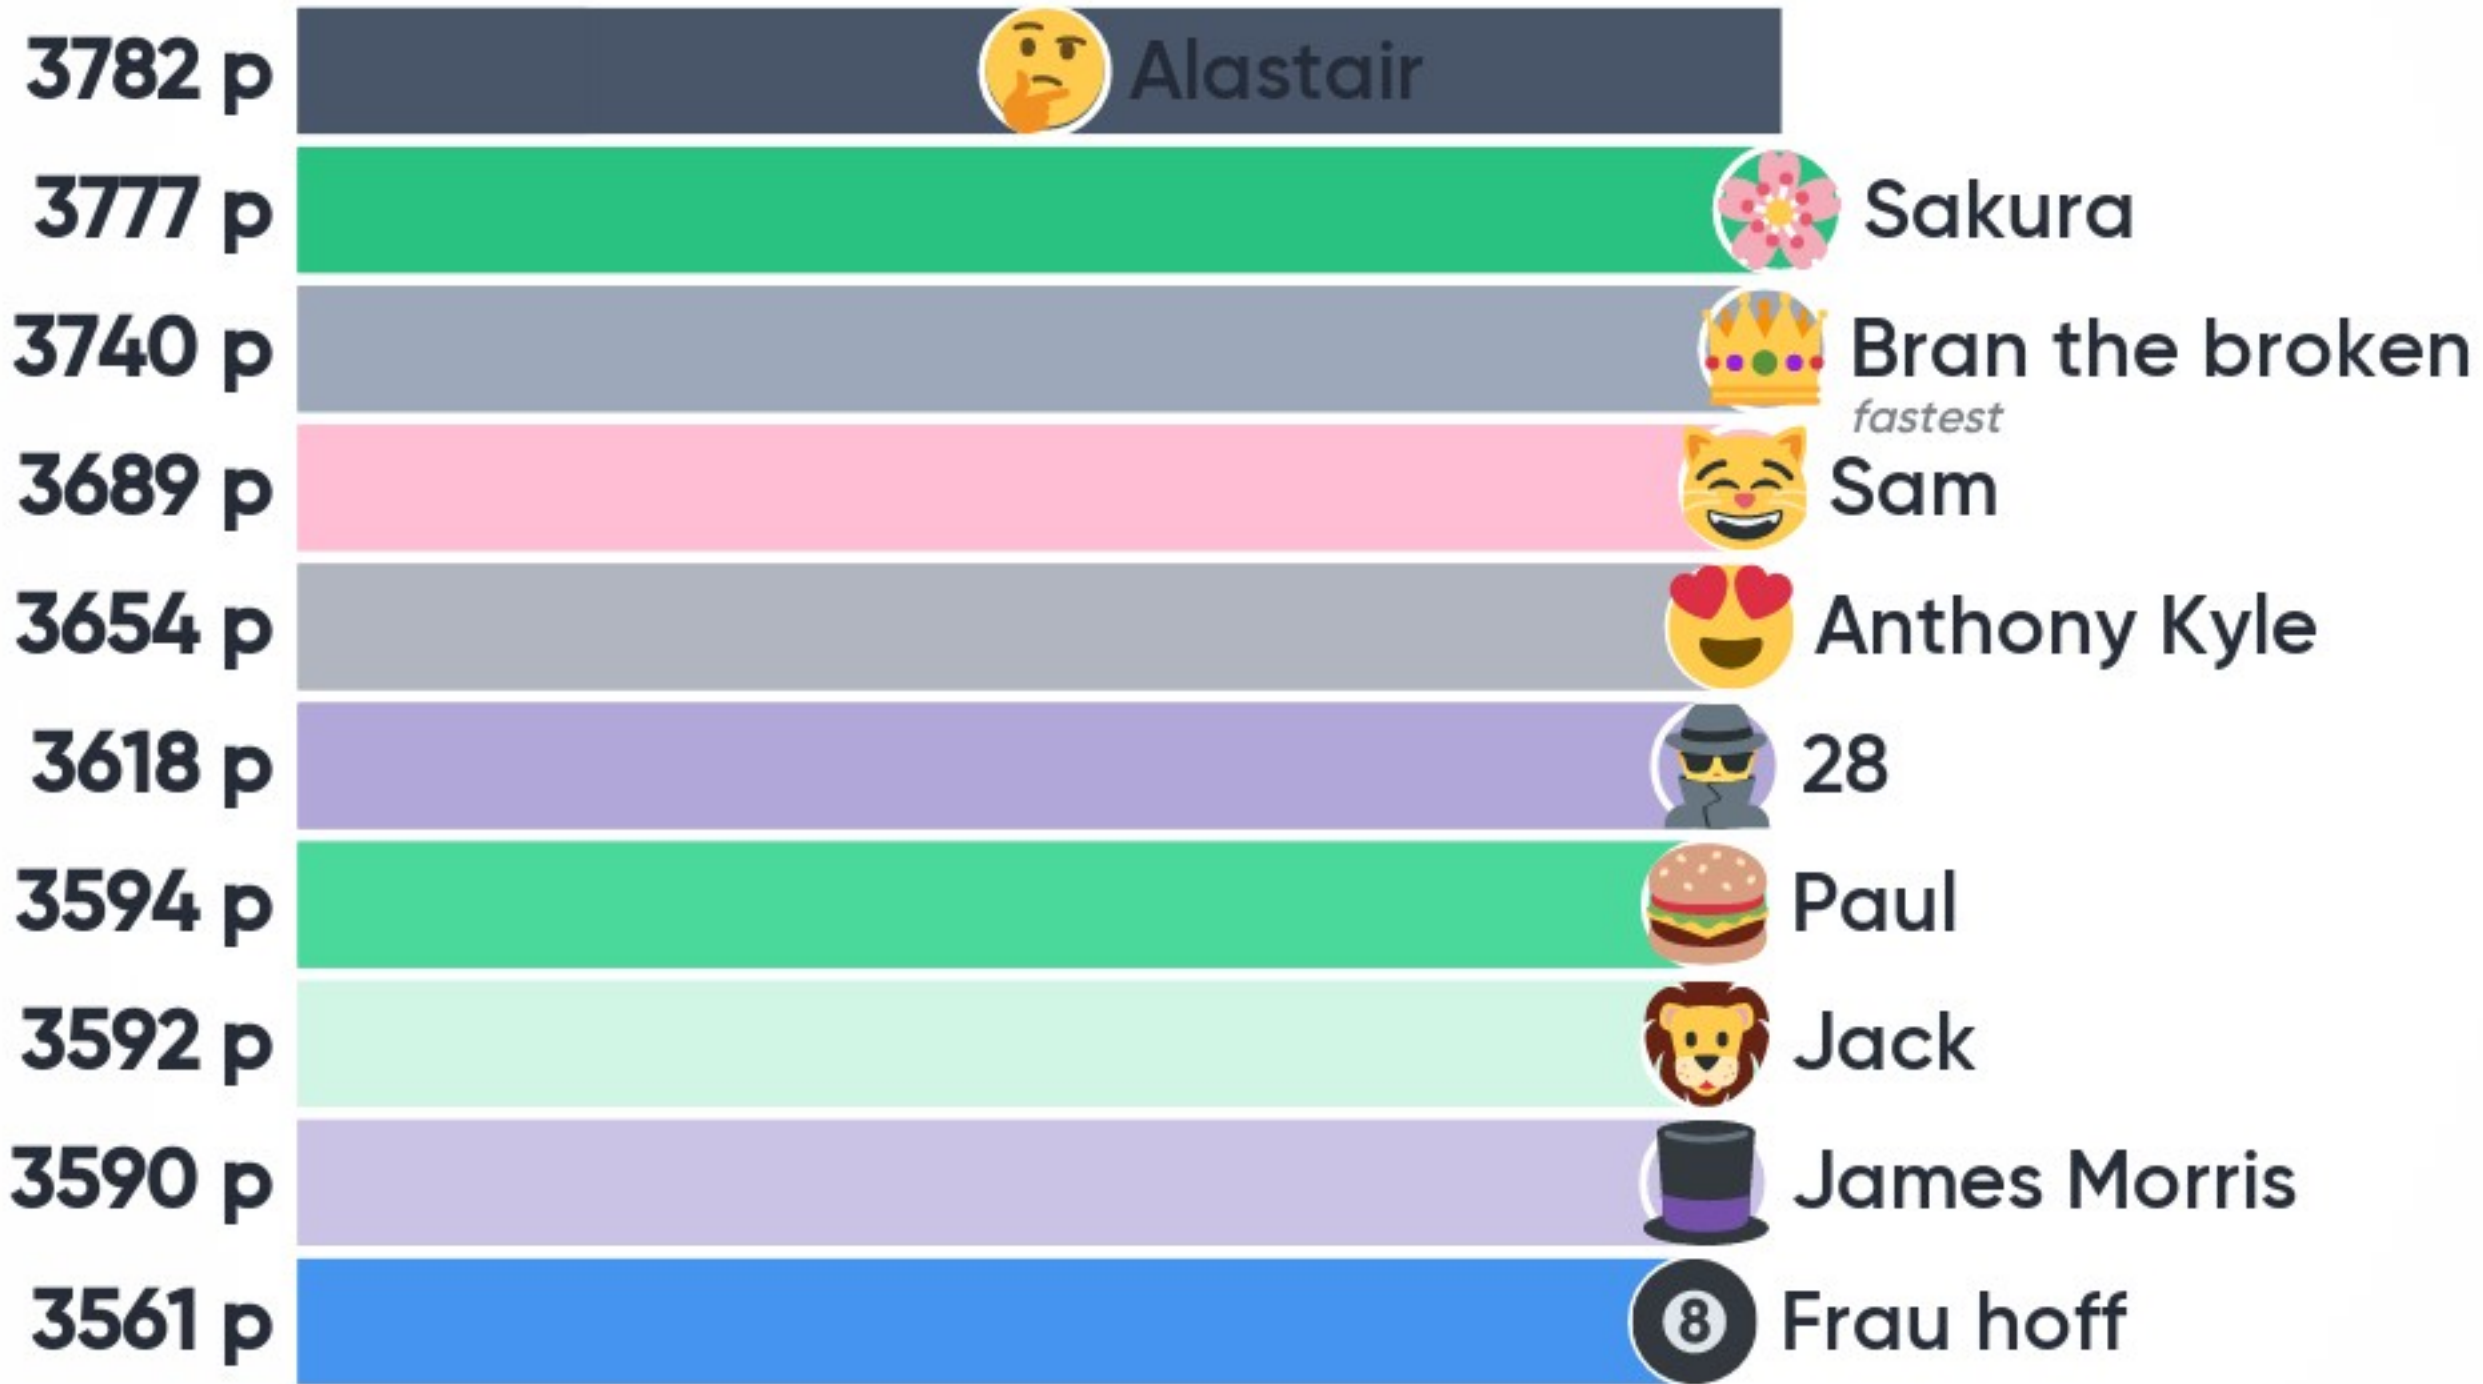 3782 p Alastair
3777 p Sakura
3740 p Bran the broken
fastest
3689 p Sam
3654 p Anthony Kyle
3618 p 28
3594 p Paul
3592 p Jack
3590 p James Morris
3561 p 8 Frau hoff